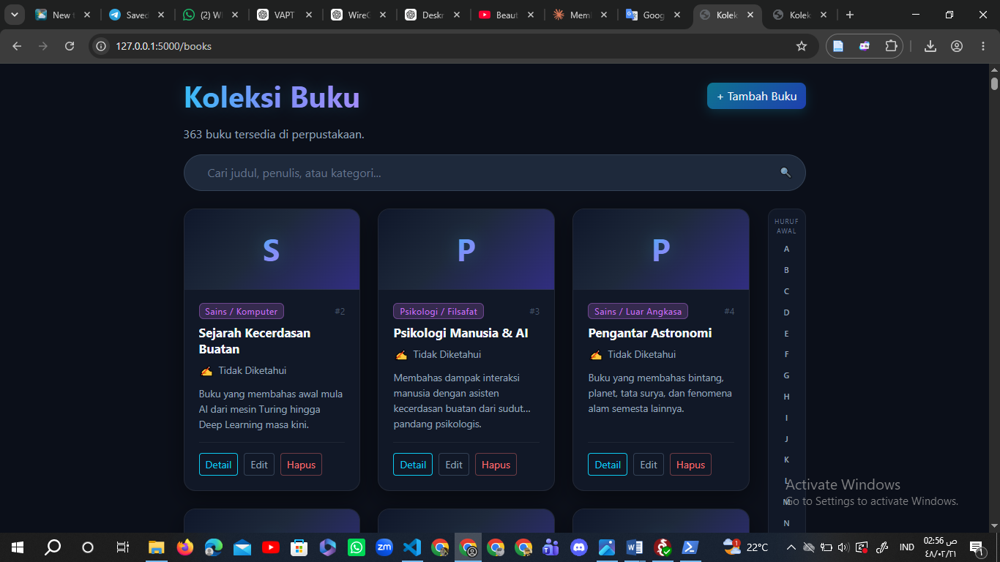 New t
Saved
(2) W
VAPT
WireG
Deskr
Beaut
Mem
Goog
Kolek
Kolek
127.0.0.1:5000/books
Koleksi Buku
+ Tambah Buku
363 buku tersedia di perpustakaan.
Cari judul, penulis, atau kategori...
S
Sains / Komputer
#2
Sejarah Kecerdasan
Buatan
Tidak Diketahui
Buku yang membahas awal mula
AI dari mesin Turing hingga
Deep Learning masa kini.
Detail
Edit
Hapus
P
Psikologi / Filsafat
#3
Psikologi Manusia & AI
Tidak Diketahui
Membahas dampak interaksi
manusia dengan asisten
kecerdasan buatan dari sudut...
pandang psikologis.
Detail
Edit
Hapus
P
Sains / Luar Angkasa
#4
Pengantar Astronomi
Tidak Diketahui
Buku yang membahas bintang,
planet, tata surya, dan fenomena
alam semesta lainnya.
Detail
Edit
Hapus
HURUF
AWAL
A
B
C
D
E
F
G
H
I
J
K
L
M
N
Activate Windows
Go to Settings to activate Windows.
zm
1
22°C
IND
02:56 ص
٤٨/٠٢/٢١
1